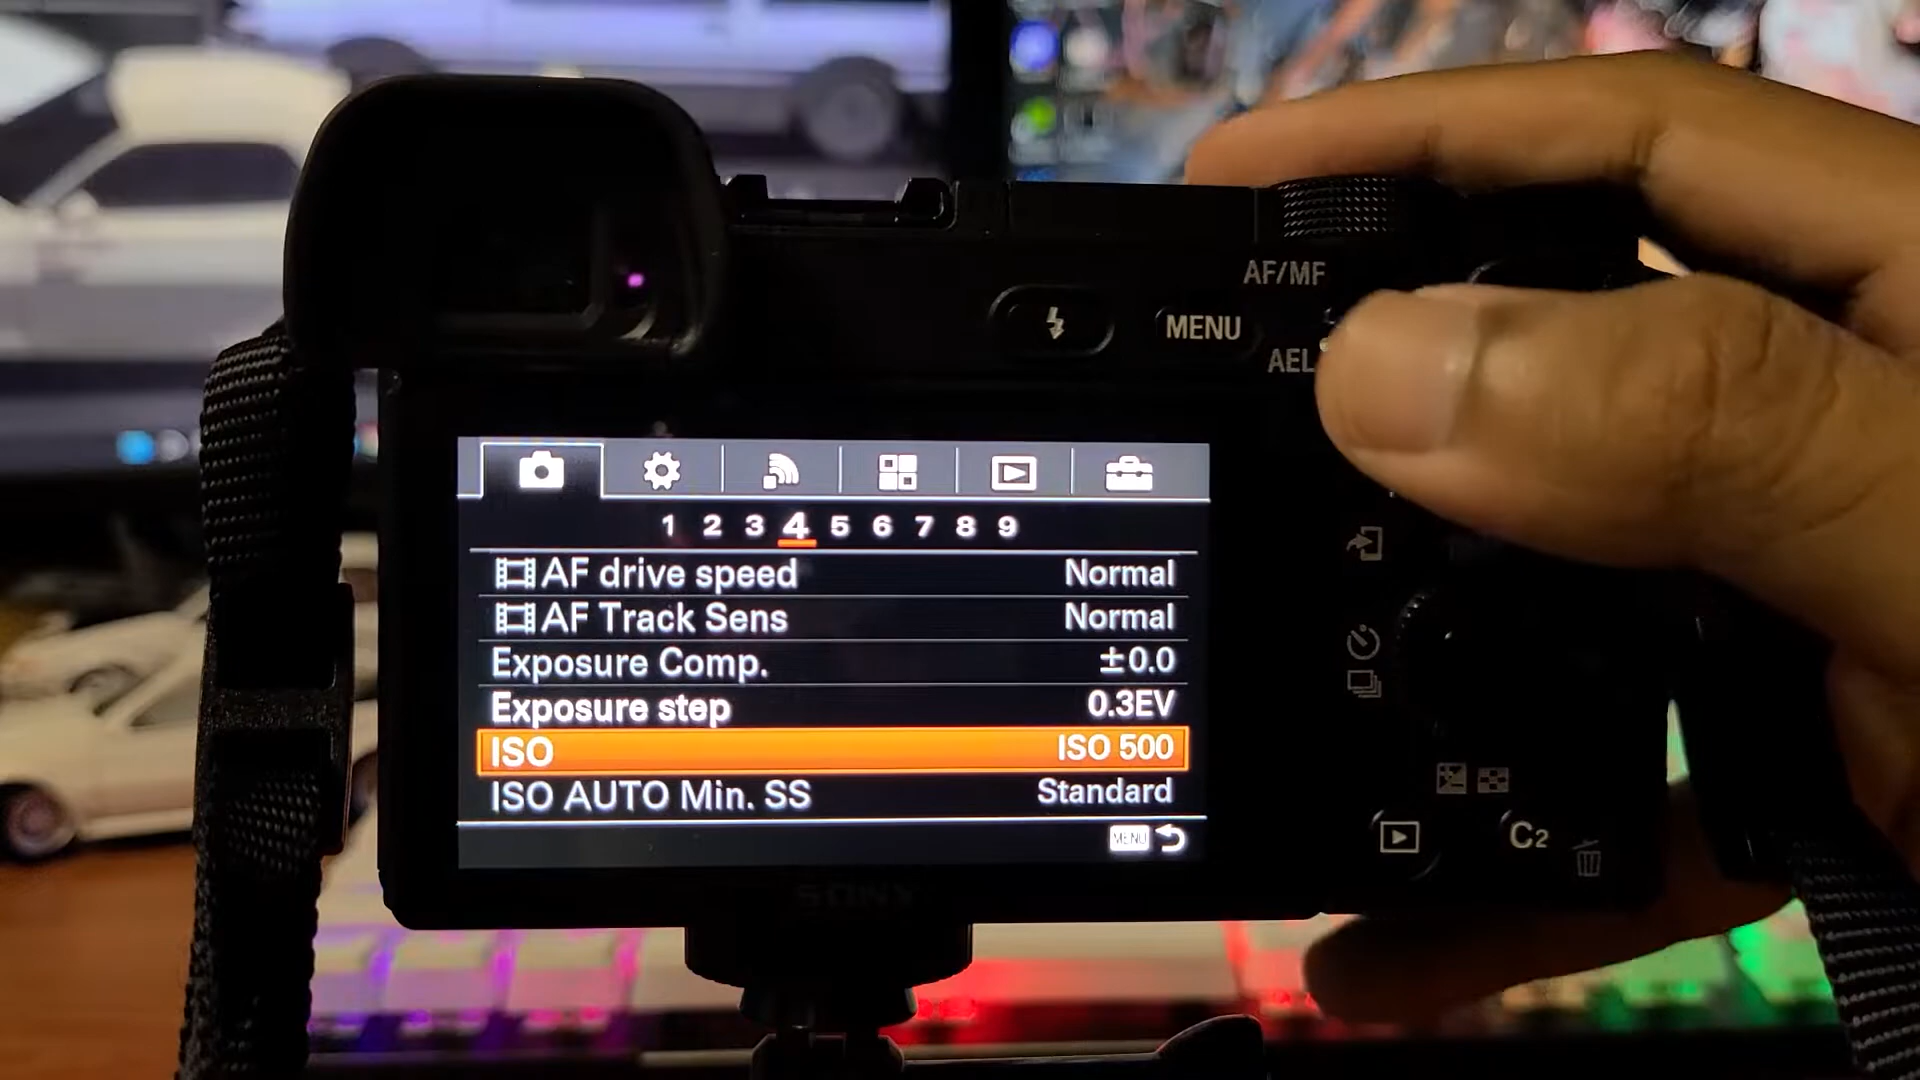 AF/MF
MENU
AEL
1 2 3 4 5 6 7 8 9
AF drive speed Normal
AF Track Sens Normal
Exposure Comp. ±0.0
Exposure step 0.3EV
ISO ISO 500
ISO AUTO Min. SS Standard
MENU
C2
SONY